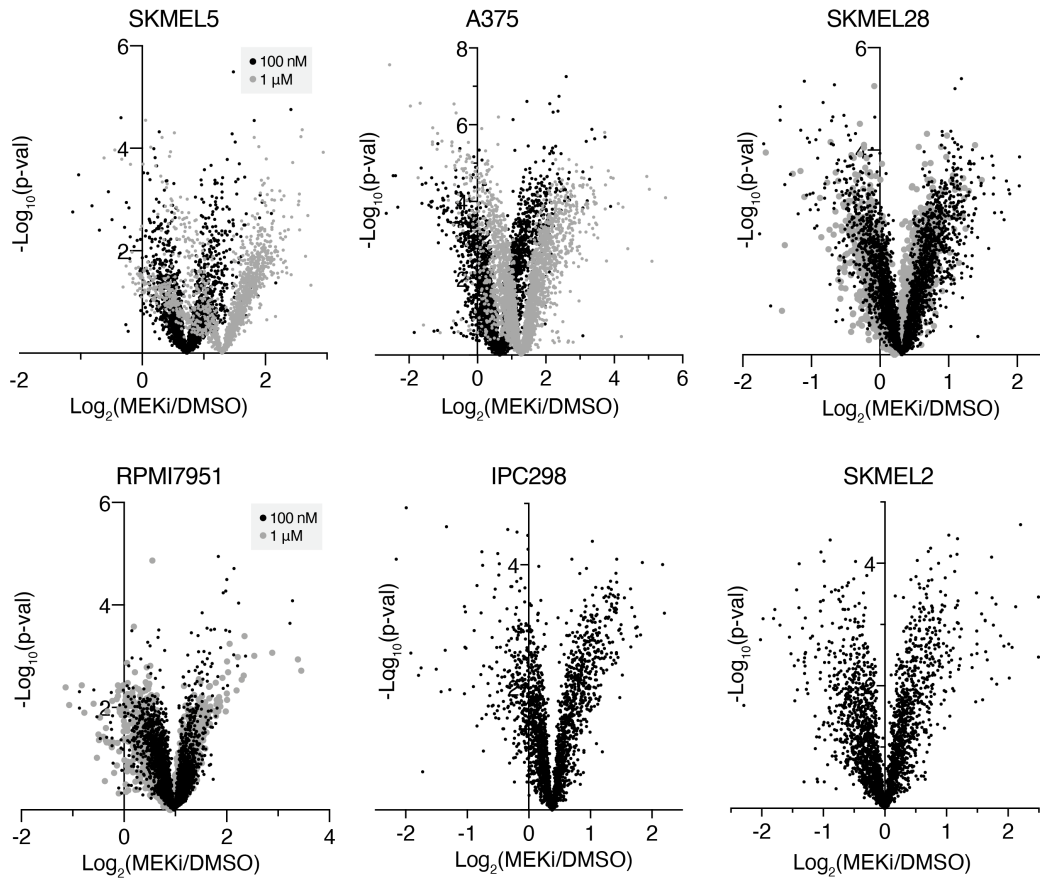 SKMEL5
A375
SKMEL28
6
4
2
-2
0
2
100 nM
1 µM
-Log10(p-val)
Log2(MEKi/DMSO)
8
6
-2
0
2
4
6
-Log10(p-val)
Log2(MEKi/DMSO)
6
4
-2
-1
0
1
2
-Log10(p-val)
Log2(MEKi/DMSO)
RPMI7951
IPC298
SKMEL2
6
4
2
-2
0
2
4
100 nM
1 µM
-Log10(p-val)
Log2(MEKi/DMSO)
4
-2
-1
0
1
2
-Log10(p-val)
Log2(MEKi/DMSO)
4
-2
-1
0
1
2
-Log10(p-val)
Log2(MEKi/DMSO)